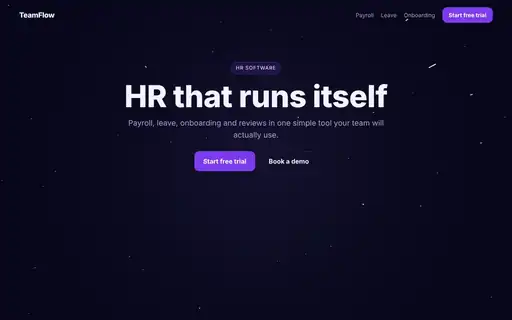 TeamFlow
Payroll Leave Onboarding Start free trial
HR SOFTWARE
HR that runs itself
Payroll, leave, onboarding and reviews in one simple tool your team will
actually use.
Start free trial Book a demo